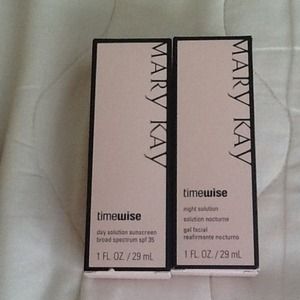 MARY KAY
timewise
day solution sunscreen
broad spectrum spf 35
1 FL. OZ. / 29 mL
MARY KAY
timewise
night solution
solution nocturne
gel facial
reafirmante nocturno
1 FL. OZ. / 29 mL